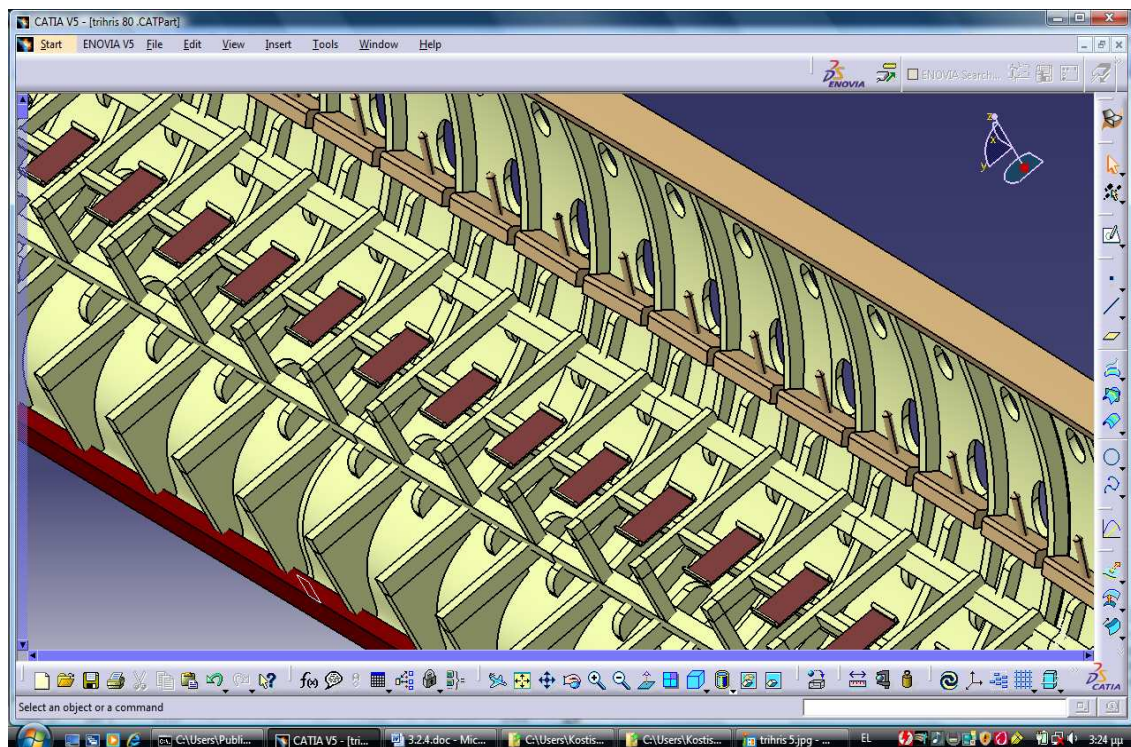 CATIA V5 - [trihris 80 .CATPart]
Start ENOVIA V5 File Edit View Insert Tools Window Help
ENOVIA
ENOVIA Search...
z
x
y
f(x)
CATIA
Select an object or a command
C:\Users\Publi... CATIA V5 - [tri... 3.2.4.doc - Mic... C:\Users\Kostis... C:\Users\Kostis... trihris 5.jpg - ... EL 3:24 μμ